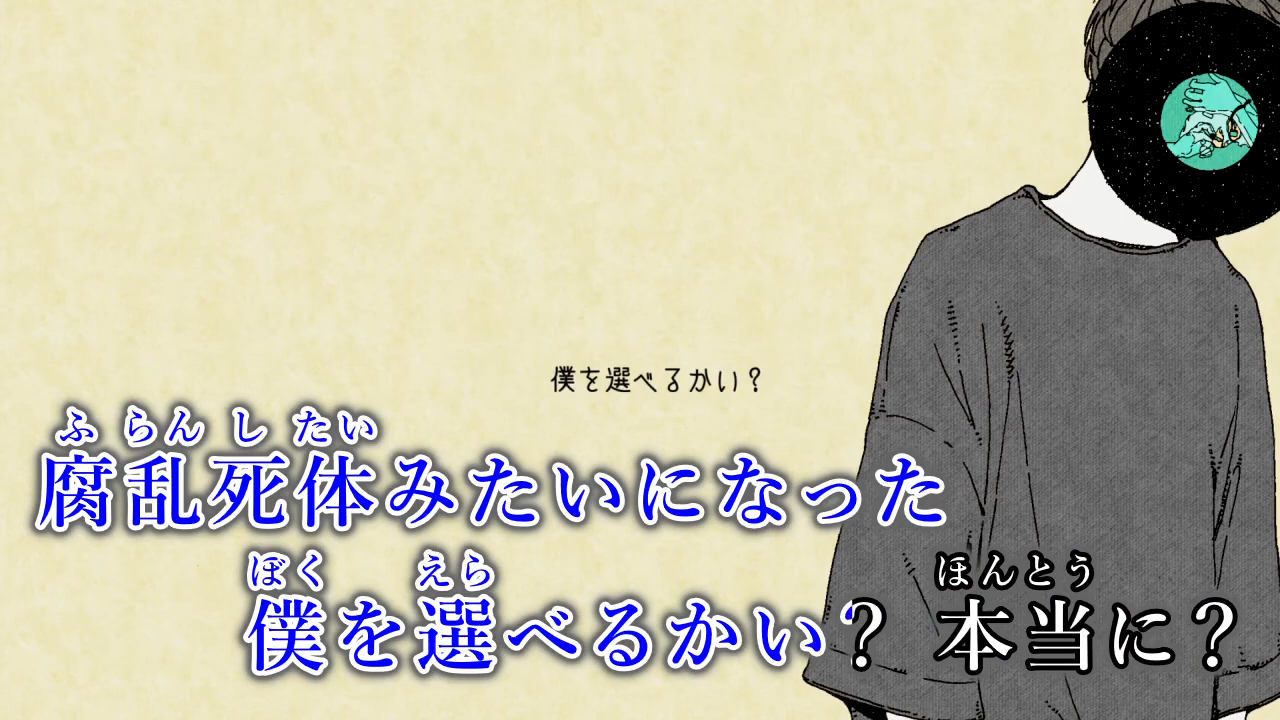 僕を選べるかい？
ふ らん し たい
腐乱死体みたいになった
ぼく えら ほんとう
僕を選べるかい？ 本当に？